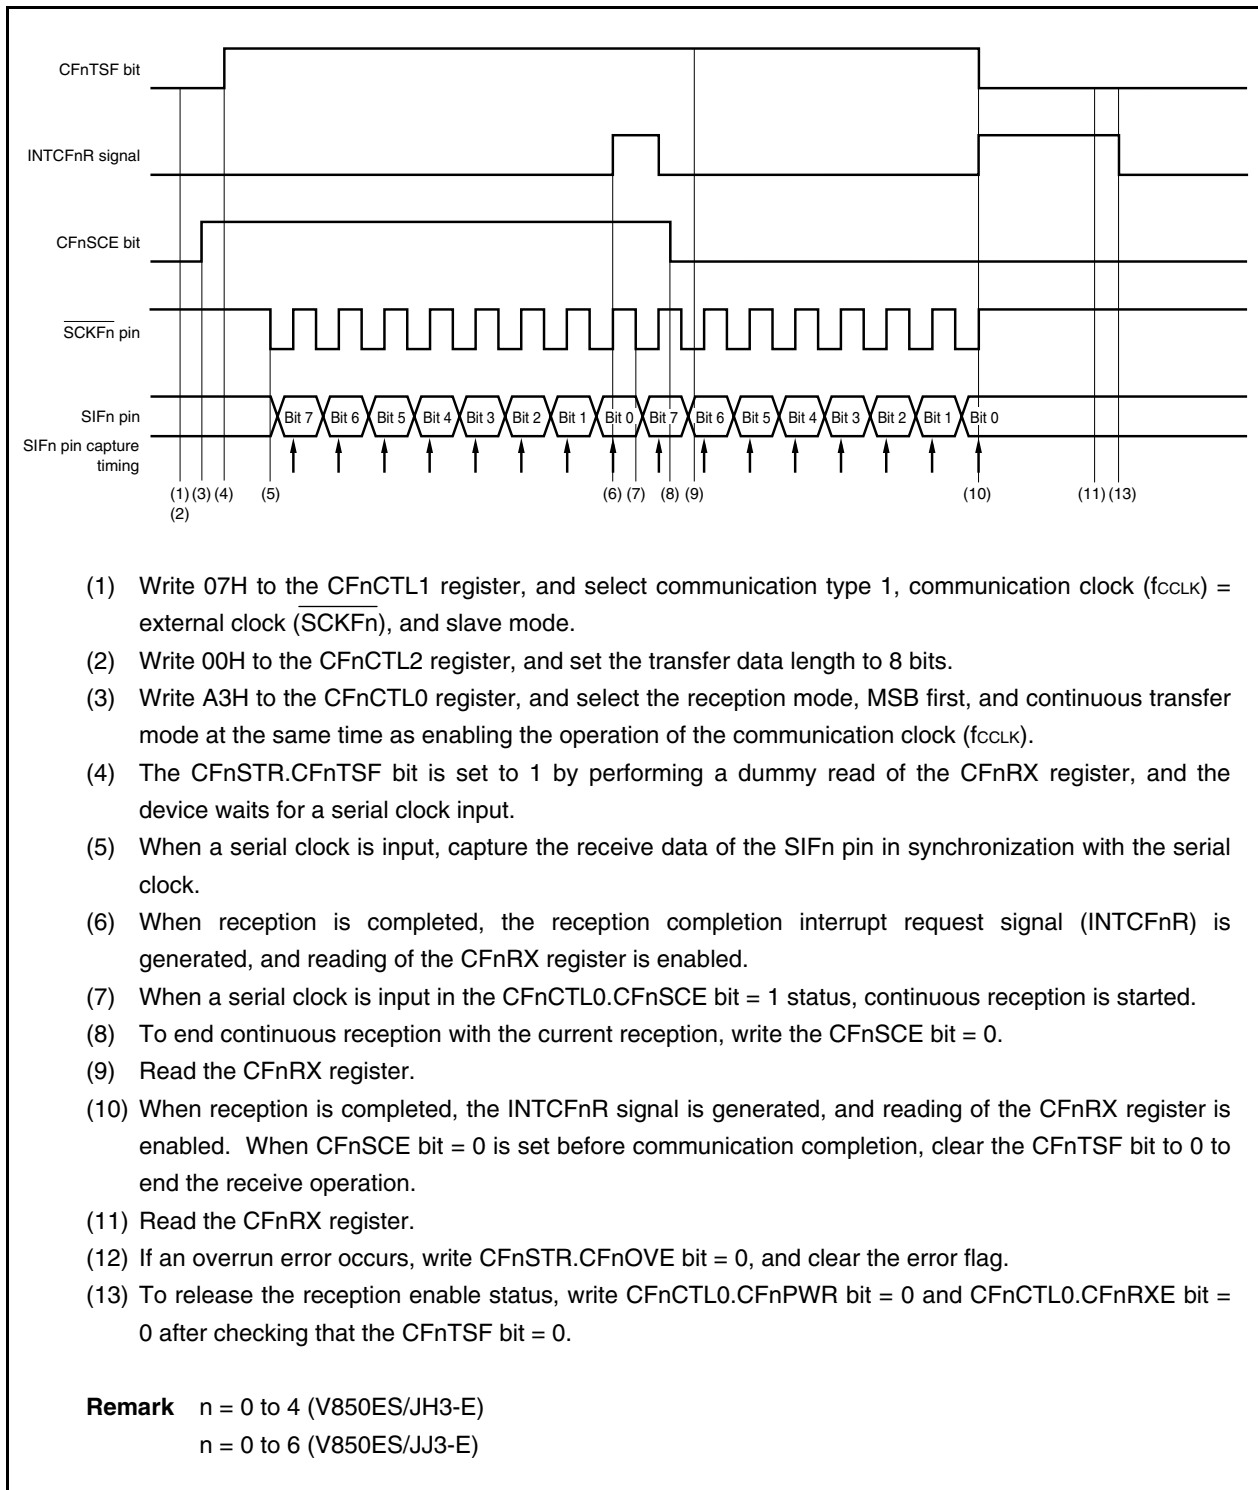 CFnTSF bit
INTCFnR signal
CFnSCE bit
SCKFn pin
SIFn pin
Bit 7 Bit 6 Bit 5 Bit 4 Bit 3 Bit 2 Bit 1 Bit 0 Bit 7 Bit 6 Bit 5 Bit 4 Bit 3 Bit 2 Bit 1 Bit 0
SIFn pin capture
timing
(1) (3) (4) (5) (6) (7) (8) (9) (10) (11) (13)
(2)
(1) Write 07H to the CFnCTL1 register, and select communication type 1, communication clock (fCCLK) =
external clock (SCKFn), and slave mode.
(2) Write 00H to the CFnCTL2 register, and set the transfer data length to 8 bits.
(3) Write A3H to the CFnCTL0 register, and select the reception mode, MSB first, and continuous transfer
mode at the same time as enabling the operation of the communication clock (fCCLK).
(4) The CFnSTR.CFnTSF bit is set to 1 by performing a dummy read of the CFnRX register, and the
device waits for a serial clock input.
(5) When a serial clock is input, capture the receive data of the SIFn pin in synchronization with the serial
clock.
(6) When reception is completed, the reception completion interrupt request signal (INTCFnR) is
generated, and reading of the CFnRX register is enabled.
(7) When a serial clock is input in the CFnCTL0.CFnSCE bit = 1 status, continuous reception is started.
(8) To end continuous reception with the current reception, write the CFnSCE bit = 0.
(9) Read the CFnRX register.
(10) When reception is completed, the INTCFnR signal is generated, and reading of the CFnRX register is
enabled. When CFnSCE bit = 0 is set before communication completion, clear the CFnTSF bit to 0 to
end the receive operation.
(11) Read the CFnRX register.
(12) If an overrun error occurs, write CFnSTR.CFnOVE bit = 0, and clear the error flag.
(13) To release the reception enable status, write CFnCTL0.CFnPWR bit = 0 and CFnCTL0.CFnRXE bit =
0 after checking that the CFnTSF bit = 0.
Remark n = 0 to 4 (V850ES/JH3-E)
n = 0 to 6 (V850ES/JJ3-E)